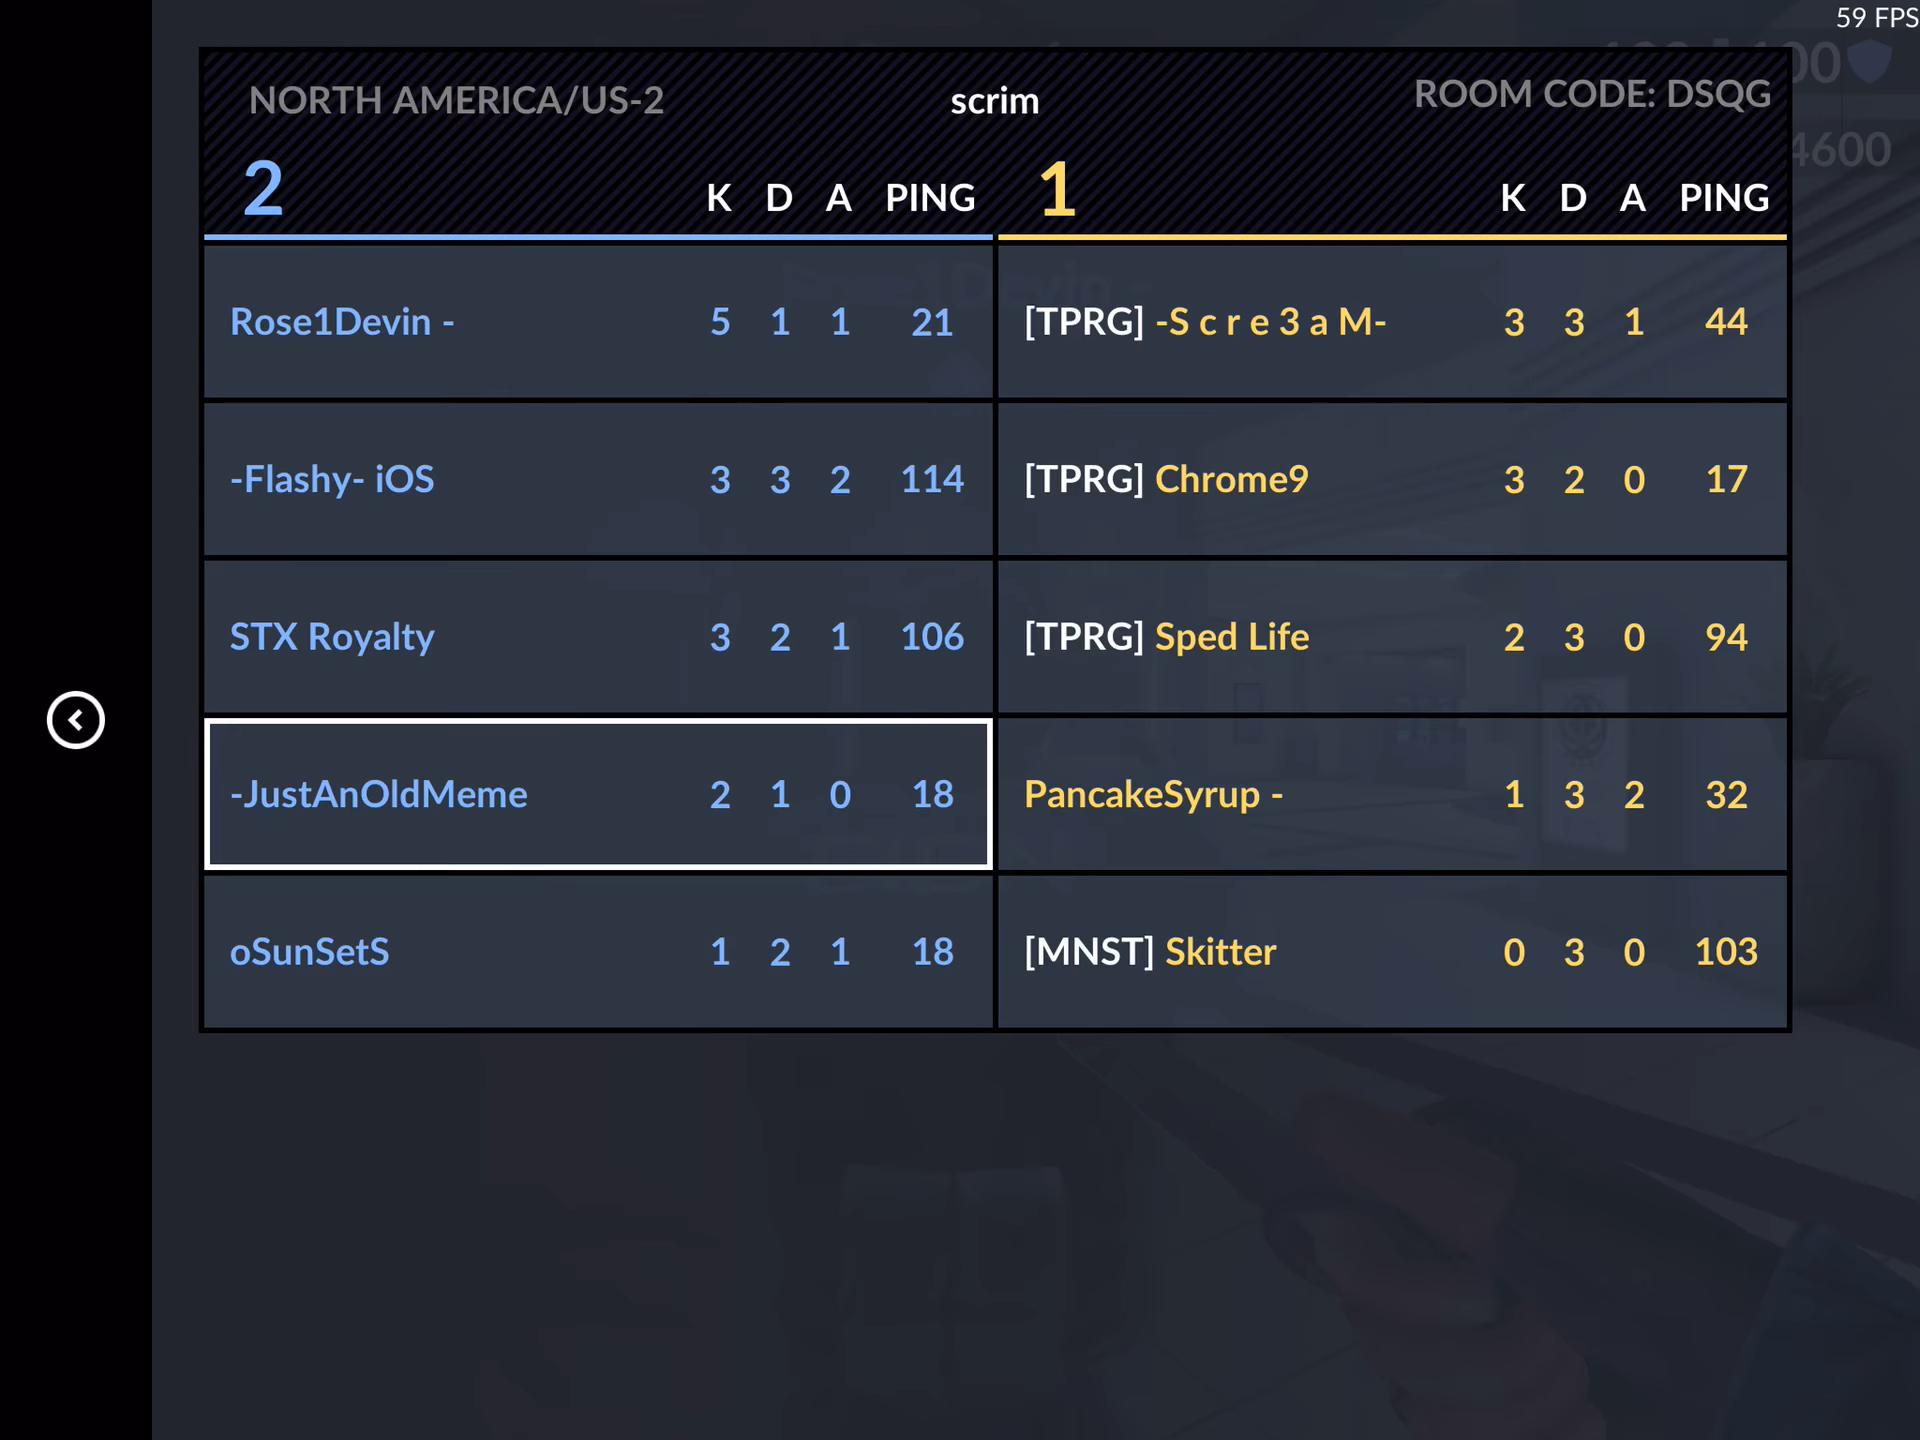 59 FPS
NORTH AMERICA/US-2 scrim ROOM CODE: DSQG
2 K D A PING 1 K D A PING
Rose1Devin - 5 1 1 21 [TPRG] -S c r e 3 a M- 3 3 1 44
-Flashy- iOS 3 3 2 114 [TPRG] Chrome9 3 2 0 17
STX Royalty 3 2 1 106 [TPRG] Sped Life 2 3 0 94
-JustAnOldMeme 2 1 0 18 PancakeSyrup - 1 3 2 32
oSunSetS 1 2 1 18 [MNST] Skitter 0 3 0 103